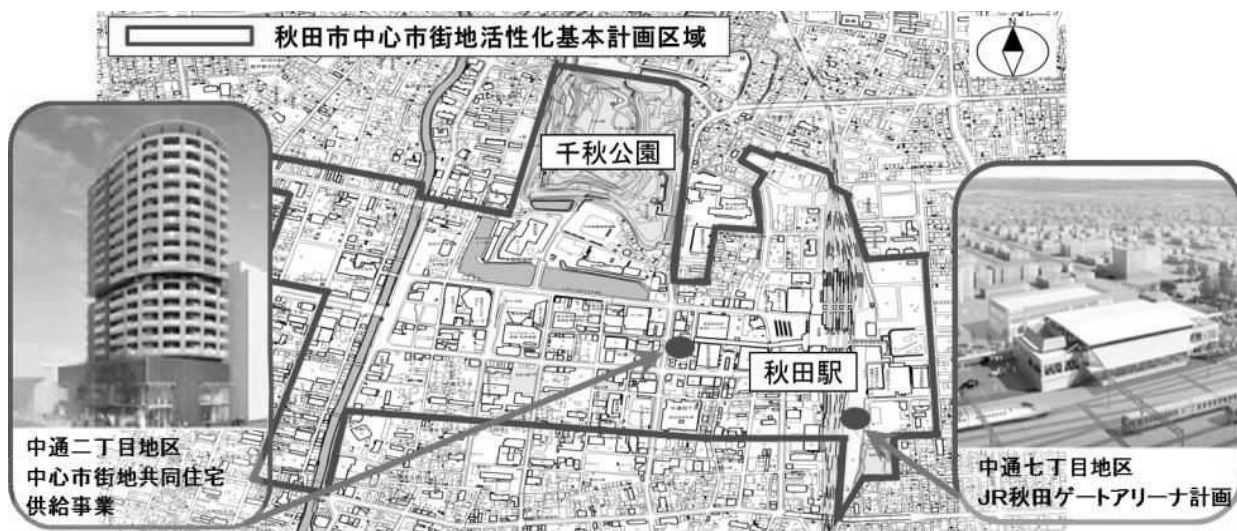 秋田市中心市街地活性化基本計画区域
N
千秋公園
秋田駅
中通二丁目地区
中心市街地共同住宅
供給事業
中通七丁目地区
JR秋田ゲートアリーナ計画